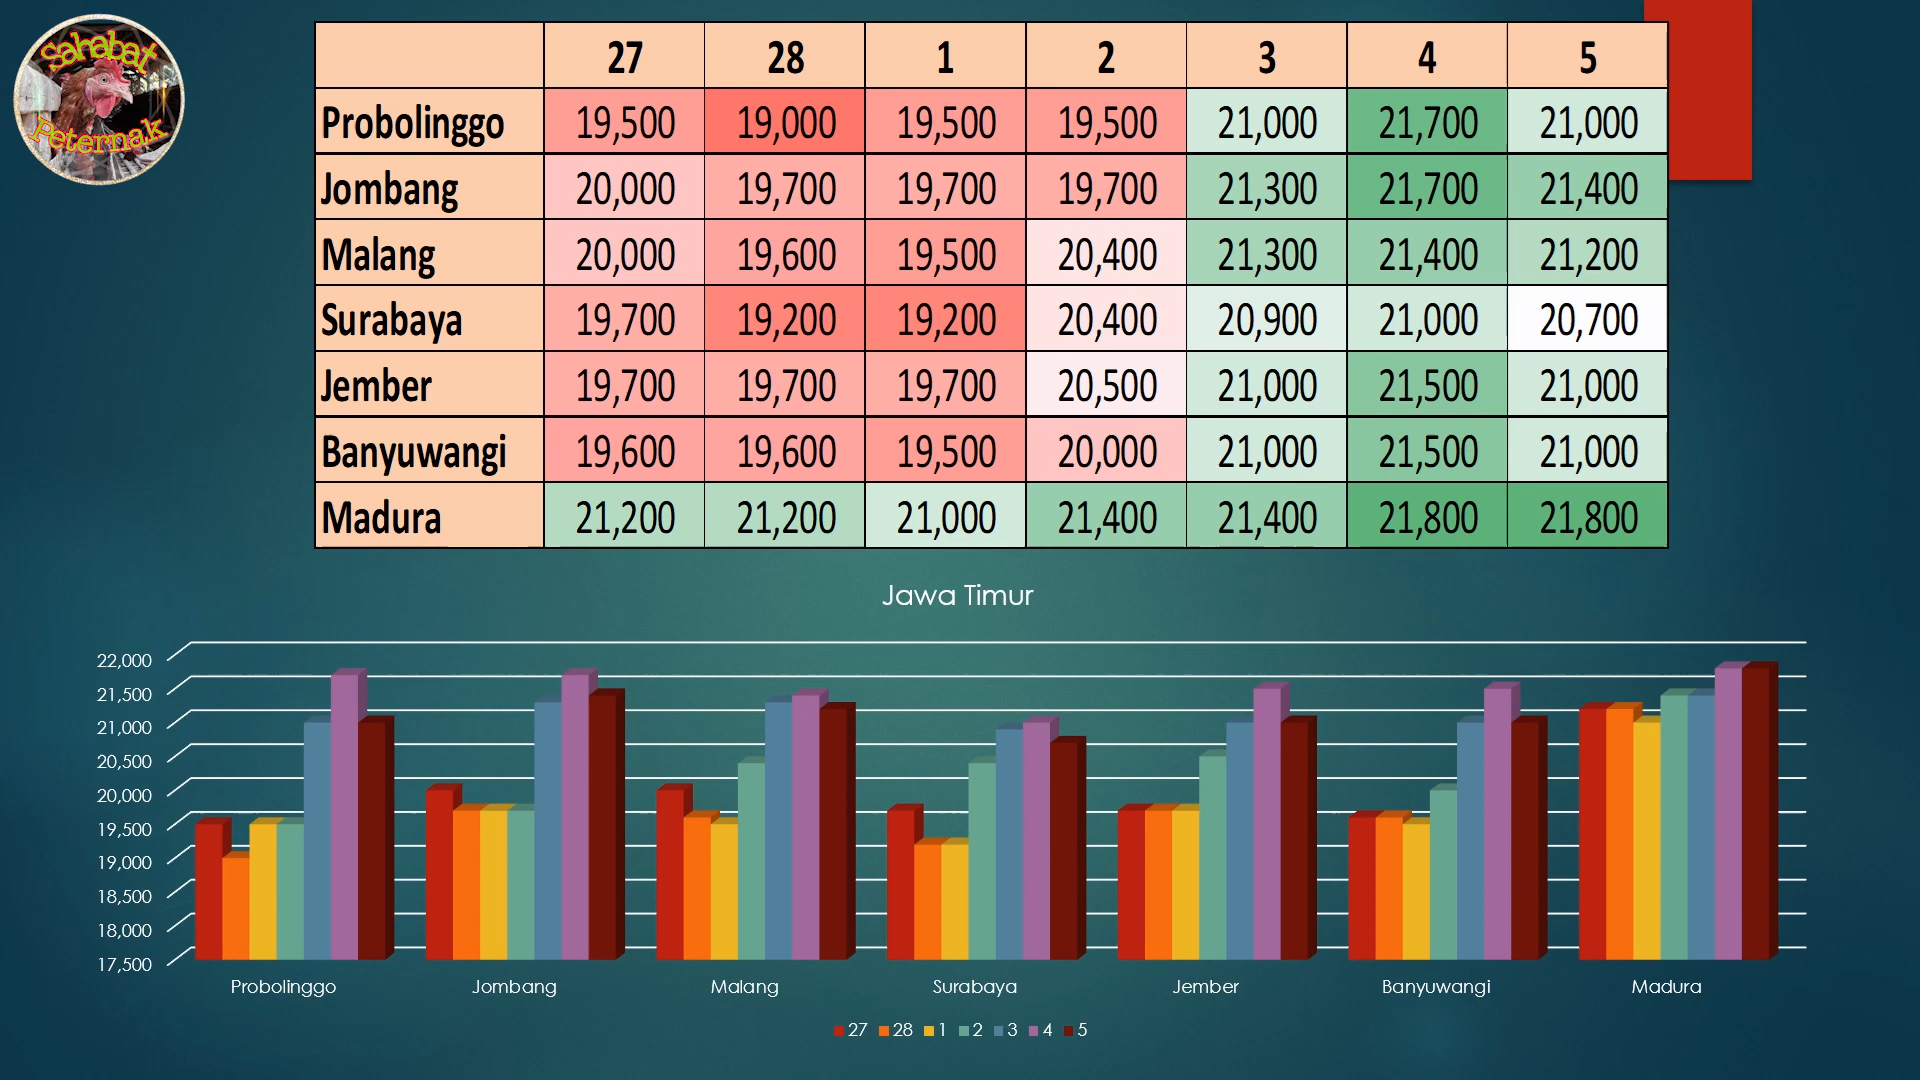 Sahabat
Peternak
27 28 1 2 3 4 5
Probolinggo 19,500 19,000 19,500 19,500 21,000 21,700 21,000
Jombang 20,000 19,700 19,700 19,700 21,300 21,700 21,400
Malang 20,000 19,600 19,500 20,400 21,300 21,400 21,200
Surabaya 19,700 19,200 19,200 20,400 20,900 21,000 20,700
Jember 19,700 19,700 19,700 20,500 21,000 21,500 21,000
Banyuwangi 19,600 19,600 19,500 20,000 21,000 21,500 21,000
Madura 21,200 21,200 21,000 21,400 21,400 21,800 21,800
Jawa Timur
22,000
21,500
21,000
20,500
20,000
19,500
19,000
18,500
18,000
17,500
Probolinggo Jombang Malang Surabaya Jember Banyuwangi Madura
27 28 1 2 3 4 5